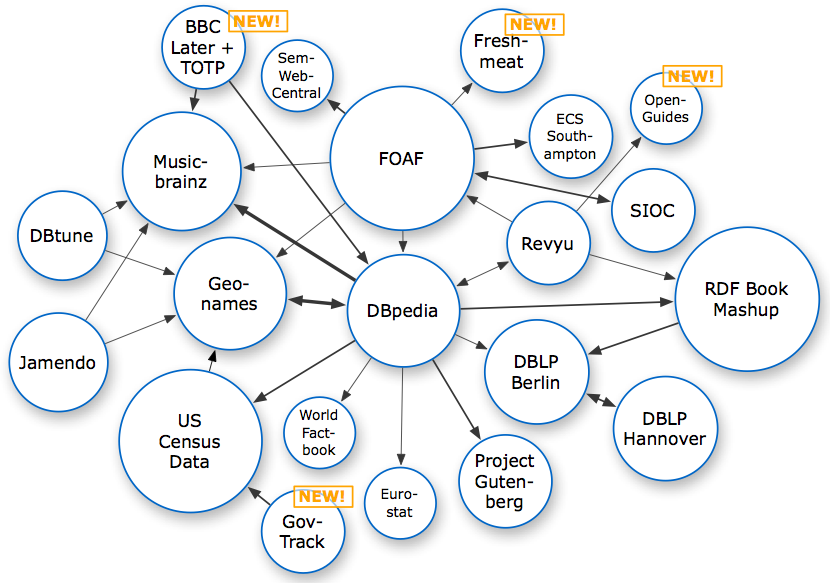 BBC
Later +
TOTP
NEW!
Sem-
Web-
Central
Fresh-
meat
NEW!
NEW!
Open-
Guides
Music-
brainz
FOAF
ECS
South-
ampton
SIOC
DBtune
Revyu
Geo-
names
DBpedia
RDF Book
Mashup
Jamendo
DBLP
Berlin
US
Census
Data
World
Fact-
book
DBLP
Hannover
Project
Guten-
berg
Euro-
stat
NEW!
Gov-
Track